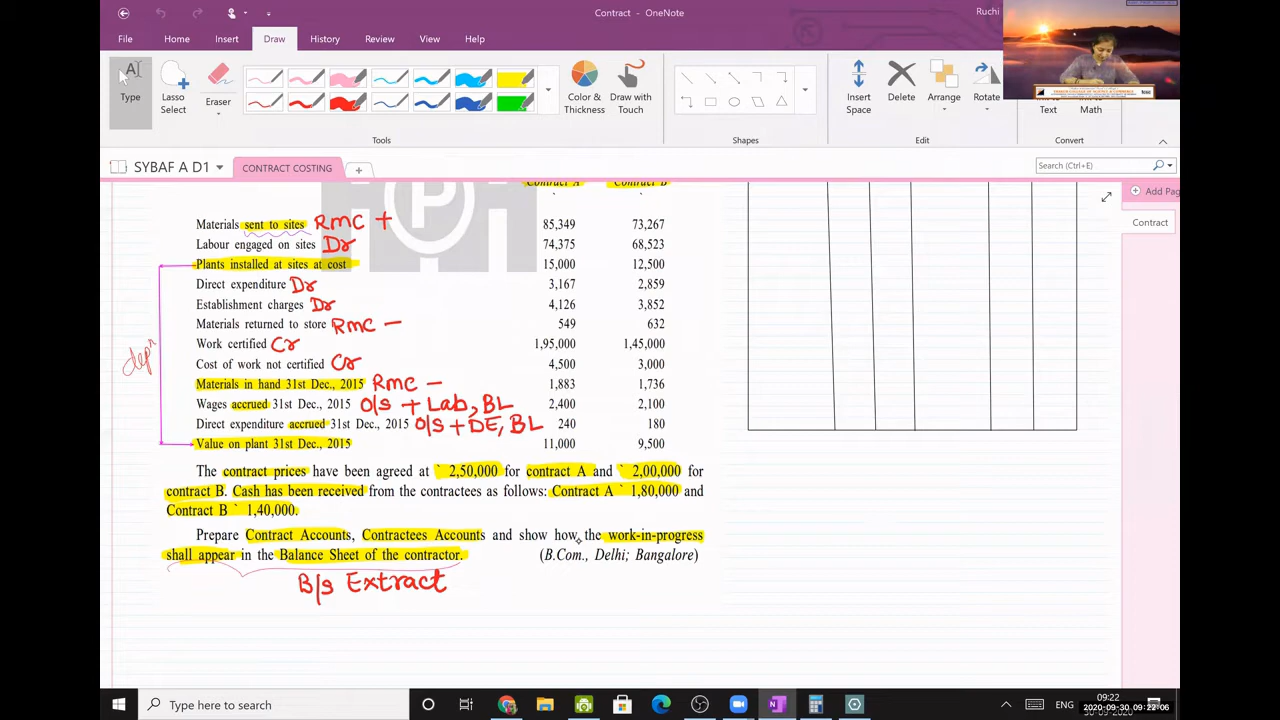 Contract - OneNote
Ruchi
File Home Insert Draw History Review View Help
Type
Lasso Select
Eraser
Color & Thickness
Draw with Touch
Insert Space
Delete
Arrange
Rotate
Text
Math
Tools
Shapes
Edit
Convert
SYBAF A D1
CONTRACT COSTING
Search (Ctrl+E)
Add Pag
Contract
Contract A Contract B
Materials sent to sites RMC + 85,349 73,267
Labour engaged on sites Dr 74,375 68,523
Plants installed at sites at cost 15,000 12,500
Direct expenditure Dr 3,167 2,859
Establishment charges Dr 4,126 3,852
Materials returned to store RMC – 549 632
Work certified Cr 1,95,000 1,45,000
Cost of work not certified Cr 4,500 3,000
Materials in hand 31st Dec., 2015 RMC – 1,883 1,736
Wages accrued 31st Dec., 2015 O/S + Lab, BL 2,400 2,100
Direct expenditure accrued 31st Dec., 2015 O/S + DE, BL 240 180
Value on plant 31st Dec., 2015 11,000 9,500
depr
The contract prices have been agreed at ` 2,50,000 for contract A and ` 2,00,000 for
contract B. Cash has been received from the contractees as follows: Contract A ` 1,80,000 and
Contract B ` 1,40,000.
Prepare Contract Accounts, Contractees Accounts and show how the work-in-progress
shall appear in the Balance Sheet of the contractor. (B.Com., Delhi; Bangalore)
B/s Extract
Type here to search
ENG
09:22
30-09-2020
2020-09-30 09:22:06